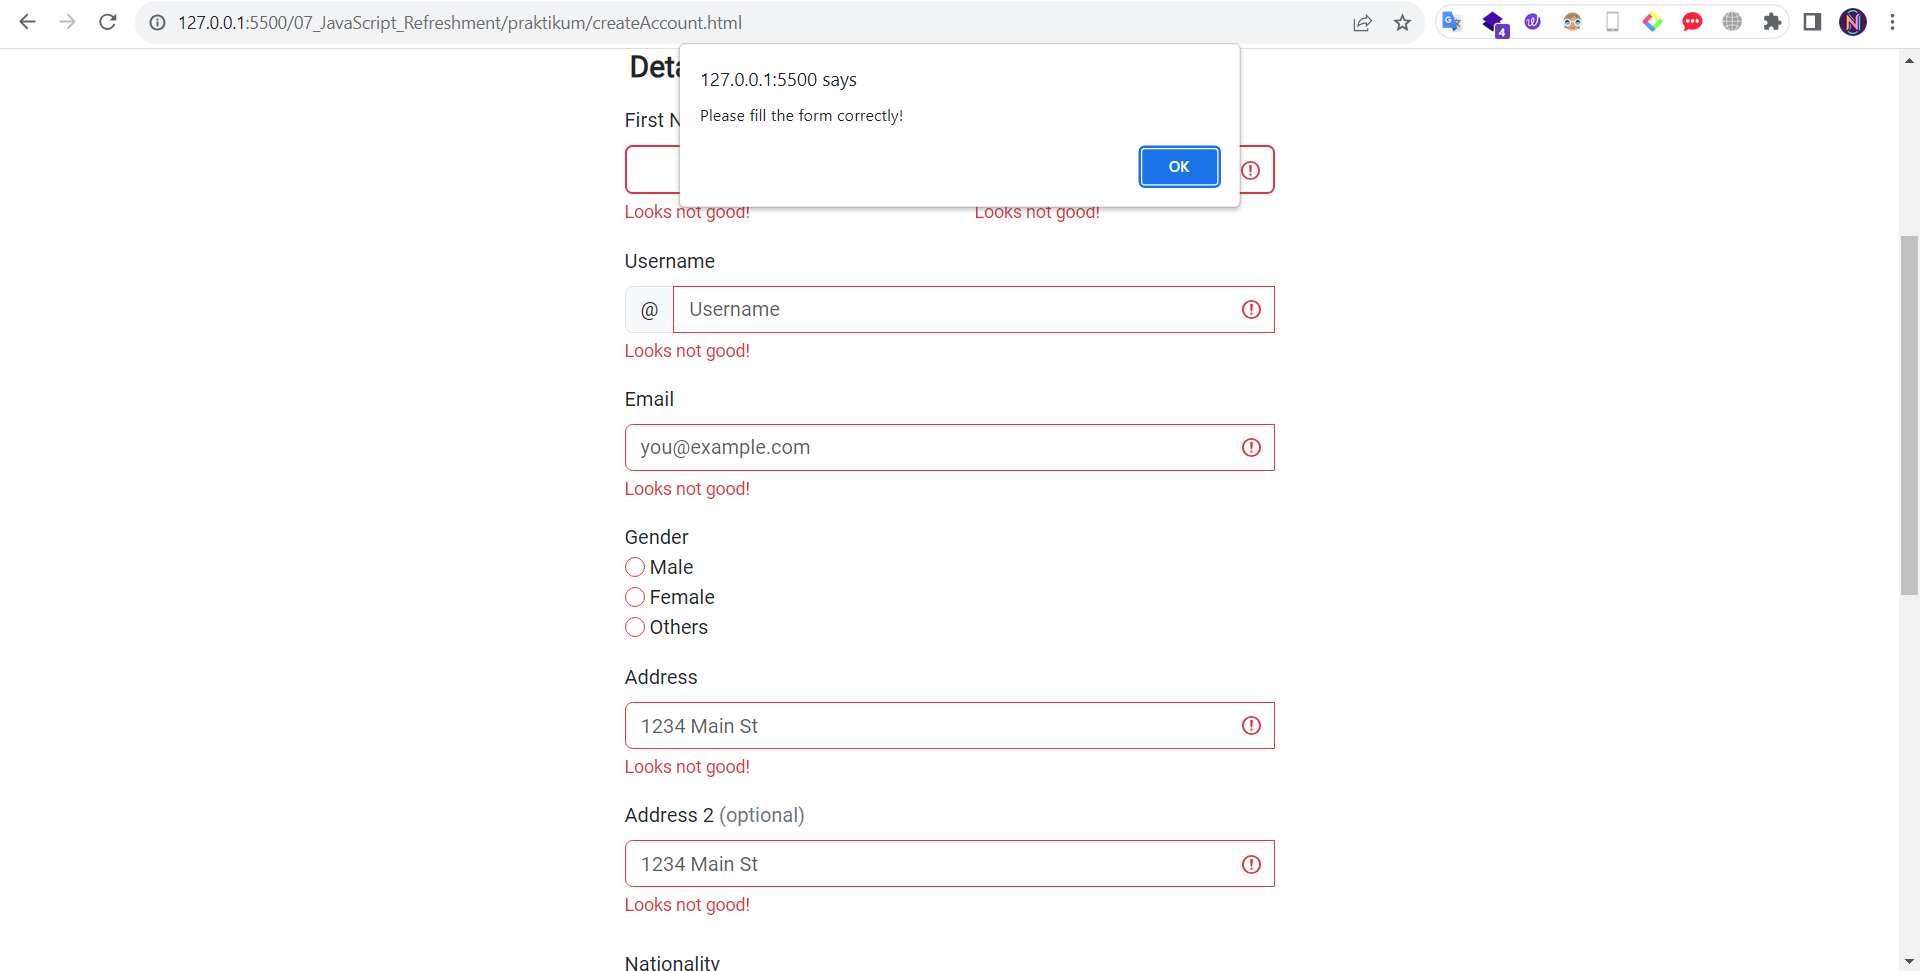 127.0.0.1:5500/07_JavaScript_Refreshment/praktikum/createAccount.html
4
N
127.0.0.1:5500 says
Please fill the form correctly!
OK
First N
Looks not good! Looks not good!
Username
@ Username
Looks not good!
Email
you@example.com
Looks not good!
Gender
Male
Female
Others
Address
1234 Main St
Looks not good!
Address 2 (optional)
1234 Main St
Looks not good!
Nationality